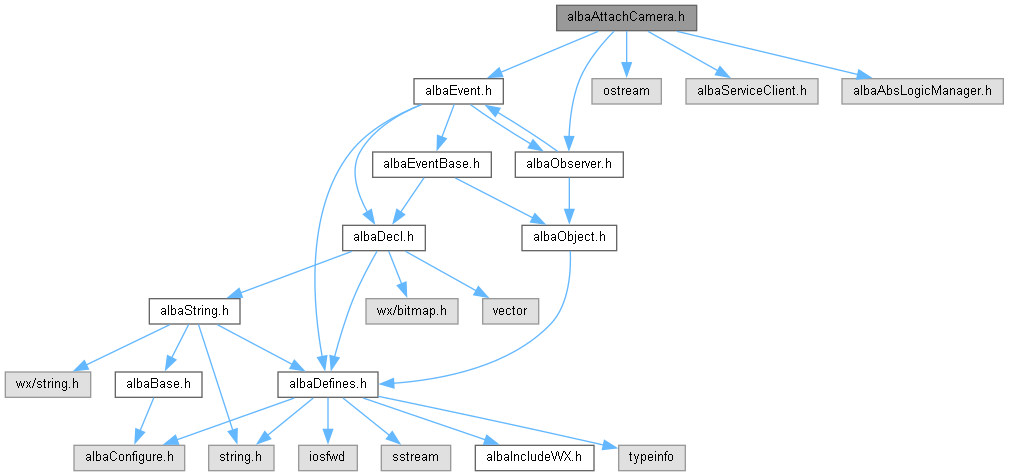 albaAttachCamera.h
albaEvent.h
ostream
albaServiceClient.h
albaAbsLogicManager.h
albaEventBase.h
albaObserver.h
albaDecl.h
albaObject.h
albaString.h
wx/bitmap.h
vector
wx/string.h
albaBase.h
albaDefines.h
albaConfigure.h
string.h
iosfwd
sstream
albaIncludeWX.h
typeinfo